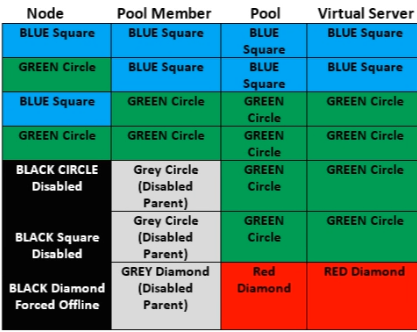 Node Pool Member Pool Virtual Server
BLUE Square BLUE Square BLUE BLUE Square
Square
GREEN Circle BLUE Square BLUE BLUE Square
Square
BLUE Square GREEN Circle GREEN GREEN Circle
Circle
GREEN Circle GREEN Circle GREEN GREEN Circle
Circle
BLACK CIRCLE Grey Circle GREEN GREEN Circle
Disabled (Disabled Circle
Parent)
Grey Circle GREEN GREEN Circle
BLACK Square (Disabled Circle
Disabled Parent)
GREY Diamond Red RED Diamond
BLACK Diamond (Disabled Diamond
Forced Offline Parent)